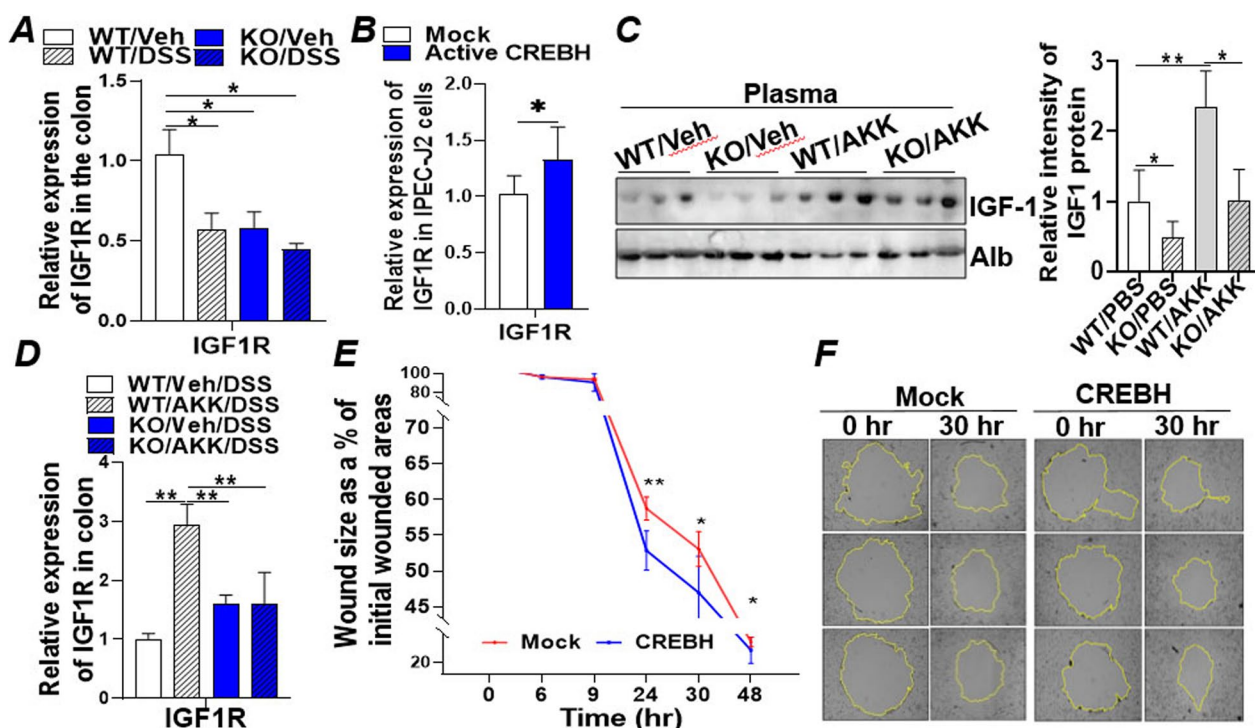 A
WT/Veh KO/Veh
WT/DSS KO/DSS
Relative expression
of IGF1R in the colon
1.5
1.0
0.5
0.0
* * *
IGF1R
B
Mock
Active CREBH
Relative expression of
IGF1R in IPEC-J2 cells
2.0
1.5
1.0
0.5
0.0
*
IGF1R
C
Plasma
WT/Veh KO/Veh WT/AKK KO/AKK
IGF-1
Alb
Relative intensity of
IGF1 protein
3
2
1
0
** * *
WT/PBS
KO/PBS
WT/AKK
KO/AKK
D
WT/Veh/DSS
WT/AKK/DSS
KO/Veh/DSS
KO/AKK/DSS
Relative expression
of IGF1R in colon
4
3
2
1
0
** ** **
IGF1R
E
Wound size as a % of
initial wounded areas
100
80
70
60
55
50
45
20
** * *
Mock CREBH
0 6 9 24 30 48
Time (hr)
F
Mock CREBH
0 hr 30 hr 0 hr 30 hr